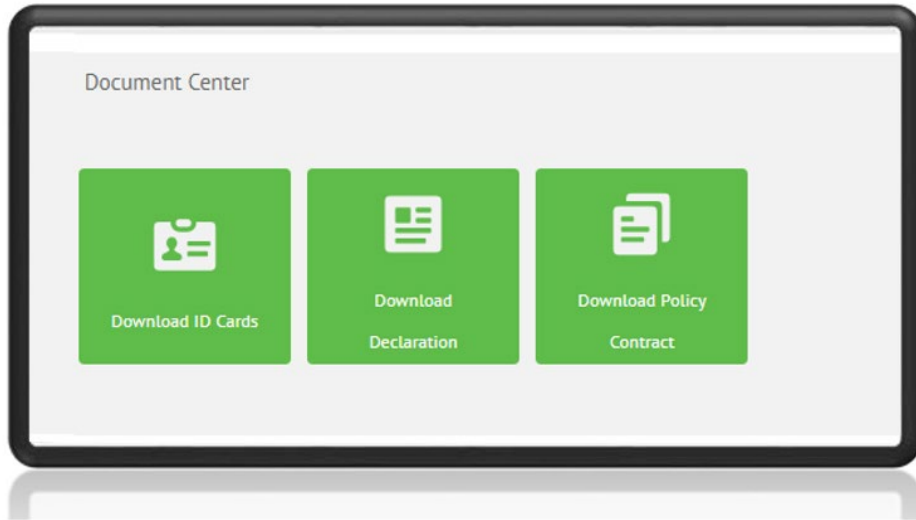 Document Center
Download ID Cards
Download
Declaration
Download Policy
Contract